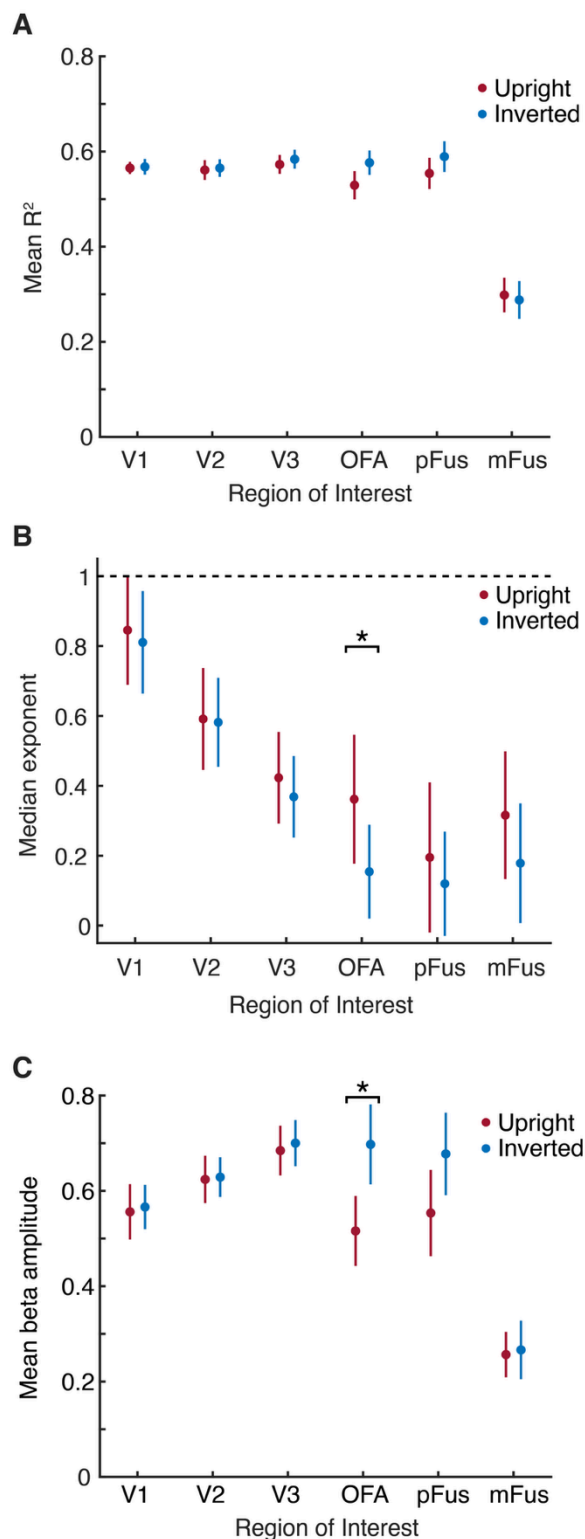 A
0.8
0.6
0.4
0.2
0
Mean R²
Upright
Inverted
V1 V2 V3 OFA pFus mFus
Region of Interest
B
1
0.8
0.6
0.4
0.2
0
Median exponent
Upright
Inverted
*
V1 V2 V3 OFA pFus mFus
Region of Interest
C
0.8
0.6
0.4
0.2
0
Mean beta amplitude
*
Upright
Inverted
V1 V2 V3 OFA pFus mFus
Region of Interest